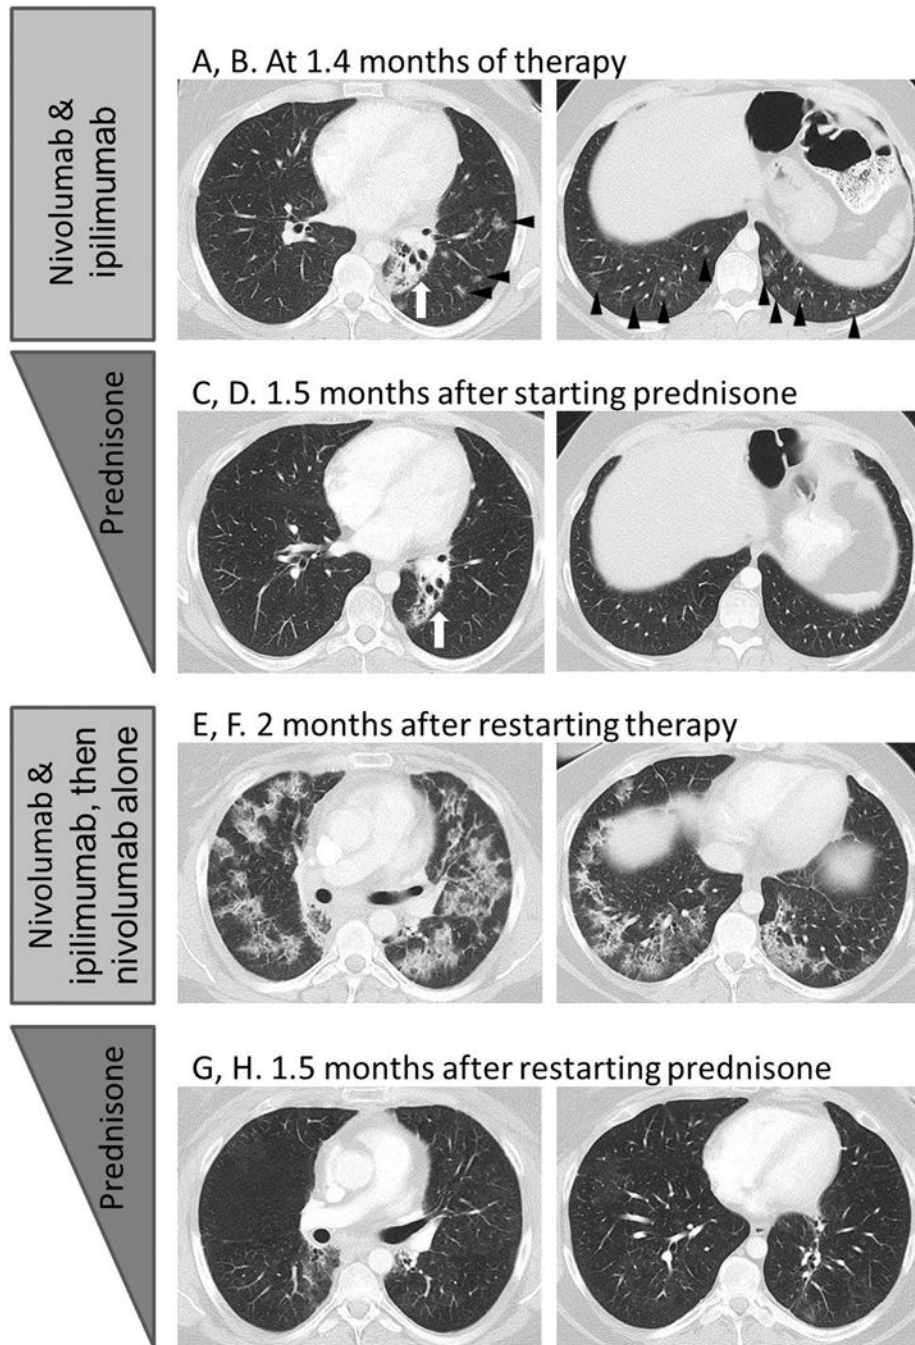 Nivolumab &
ipilimumab
A, B. At 1.4 months of therapy
Prednisone
C, D. 1.5 months after starting prednisone
Nivolumab &
ipilimumab, then
nivolumab alone
E, F. 2 months after restarting therapy
Prednisone
G, H. 1.5 months after restarting prednisone